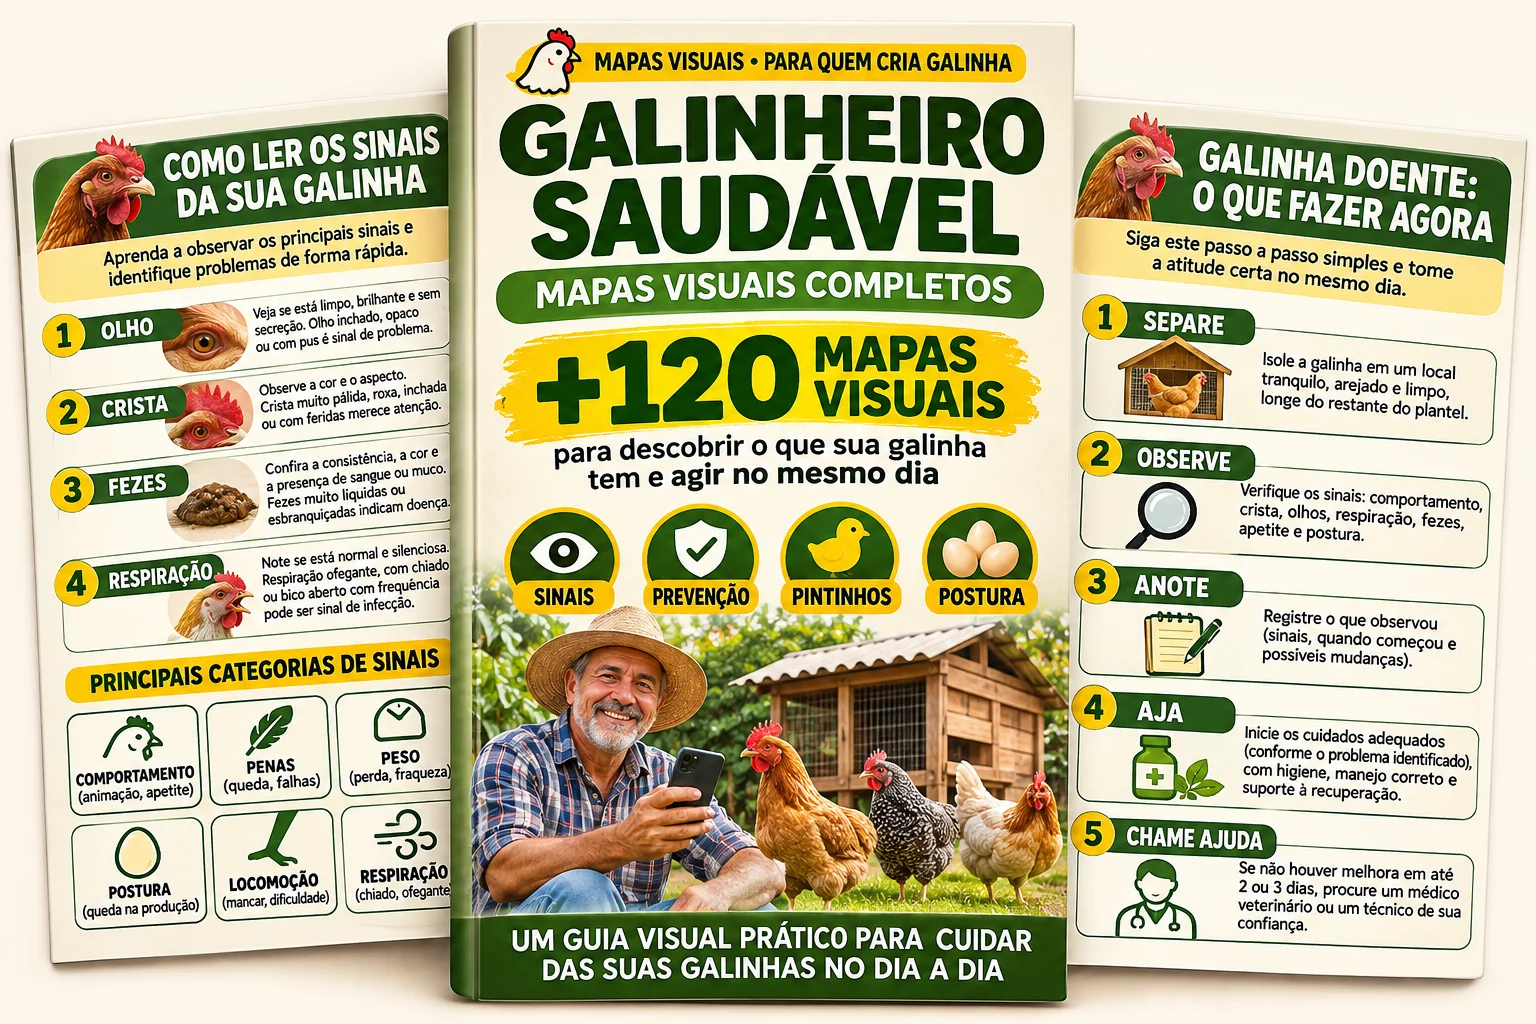 COMO LER OS SINAIS
DA SUA GALINHA
Aprenda a observar os principais sinais e
identifique problemas de forma rápida.
1 OLHO
Veja se está limpo, brilhante e sem
secreção. Olho inchado, opaco
ou com pus é sinal de problema.
2 CRISTA
Observe a cor e o aspecto.
Crista muito pálida, roxa, inchada
ou com feridas merece atenção.
3 FEZES
Confira a consistência, a cor e
a presença de sangue ou muco.
Fezes muito líquidas ou
esbranquiçadas indicam doença.
4 RESPIRAÇÃO
Note se está normal e silenciosa.
Respiração ofegante, com chiado
ou bico aberto com frequência
pode ser sinal de infecção.
PRINCIPAIS CATEGORIAS DE SINAIS
COMPORTAMENTO
(animação, apetite)
PENAS
(queda, falhas)
PESO
(perda, fraqueza)
POSTURA
(queda na produção)
LOCOMOÇÃO
(mancar, dificuldade)
RESPIRAÇÃO
(chiado, ofegante)
MAPAS VISUAIS • PARA QUEM CRIA GALINHA
GALINHEIRO
SAUDÁVEL
MAPAS VISUAIS COMPLETOS
+120 MAPAS
VISUAIS
para descobrir o que sua galinha
tem e agir no mesmo dia
SINAIS
PREVENÇÃO
PINTINHOS
POSTURA
UM GUIA VISUAL PRÁTICO PARA CUIDAR
DAS SUAS GALINHAS NO DIA A DIA
GALINHA DOENTE:
O QUE FAZER AGORA
Siga este passo a passo simples e tome
a atitude certa no mesmo dia.
1 SEPARE
Isole a galinha em um local
tranquilo, arejado e limpo,
longe do restante do plantel.
2 OBSERVE
Verifique os sinais: comportamento,
crista, olhos, respiração, fezes,
apetite e postura.
3 ANOTE
Registre o que observou
(sinais, quando começou e
possíveis mudanças).
4 AJA
Inicie os cuidados adequados
(conforme o problema identificado),
com higiene, manejo correto e
suporte à recuperação.
5 CHAME AJUDA
Se não houver melhora em até
2 ou 3 dias, procure um médico
veterinário ou um técnico de sua
confiança.